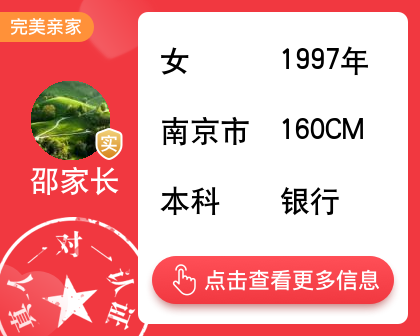 完美亲家
女 1997年
南京市 160CM
本科 银行
实
邵家长
点击查看更多信息
真人一对一认证